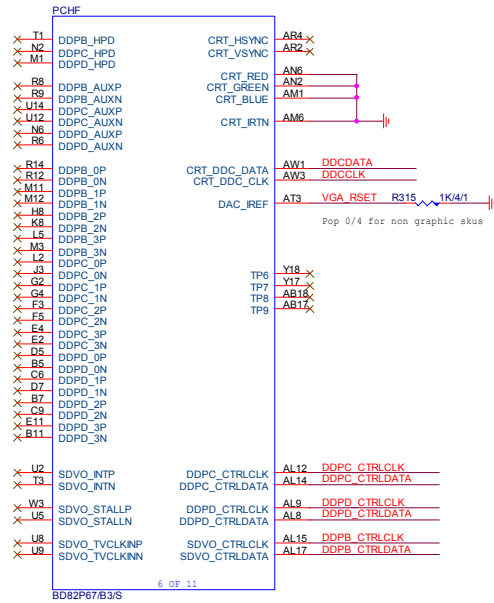 PCHF
T1 DDPB_HPD
N2 DDPC_HPD
M1 DDPD_HPD
R8 DDPB_AUXP
R9 DDPB_AUXN
U14 DDPC_AUXP
U12 DDPC_AUXN
N6 DDPD_AUXP
R6 DDPD_AUXN
R14 DDPB_0P
R12 DDPB_0N
M11 DDPB_1P
M12 DDPB_1N
H8 DDPB_2P
K8 DDPB_2N
L5 DDPB_3P
M3 DDPB_3N
L2 DDPC_0P
J3 DDPC_0N
G2 DDPC_1P
G4 DDPC_1N
F3 DDPC_2P
F5 DDPC_2N
E4 DDPC_3P
E2 DDPC_3N
D5 DDPD_0P
B5 DDPD_0N
C6 DDPD_1P
D7 DDPD_1N
B7 DDPD_2P
C9 DDPD_2N
E11 DDPD_3P
B11 DDPD_3N
U2 SDVO_INTP
T3 SDVO_INTN
W3 SDVO_STALLP
U5 SDVO_STALLN
U8 SDVO_TVCLKINP
U9 SDVO_TVCLKINN
CRT_HSYNC AR4
CRT_VSYNC AR2
CRT_RED AN6
CRT_GREEN AN2
CRT_BLUE AM1
CRT_IRTN AM6
CRT_DDC_DATA AW1 DDCDATA
CRT_DDC_CLK AW3 DDCCLK
DAC_IREF AT3 VGA_RSET R315 1K/4/1
Pop 0/4 for non graphic skus
TP6 Y18
TP7 Y17
TP8 AB18
TP9 AB17
DDPC_CTRLCLK AL12 DDPC_CTRLCLK
DDPC_CTRLDATA AL14 DDPC_CTRLDATA
DDPD_CTRLCLK AL9 DDPD_CTRLCLK
DDPD_CTRLDATA AL8 DDPD_CTRLDATA
SDVO_CTRLCLK AL15 DDPB_CTRLCLK
SDVO_CTRLDATA AL17 DDPB_CTRLDATA
6 OF 11
BD82P67/B3/S